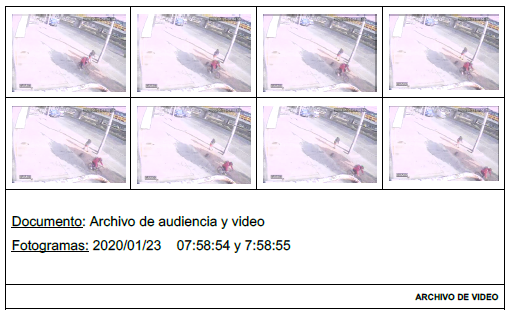 Documento: Archivo de audiencia y video
Fotogramas: 2020/01/23 07:58:54 y 7:58:55
ARCHIVO DE VIDEO